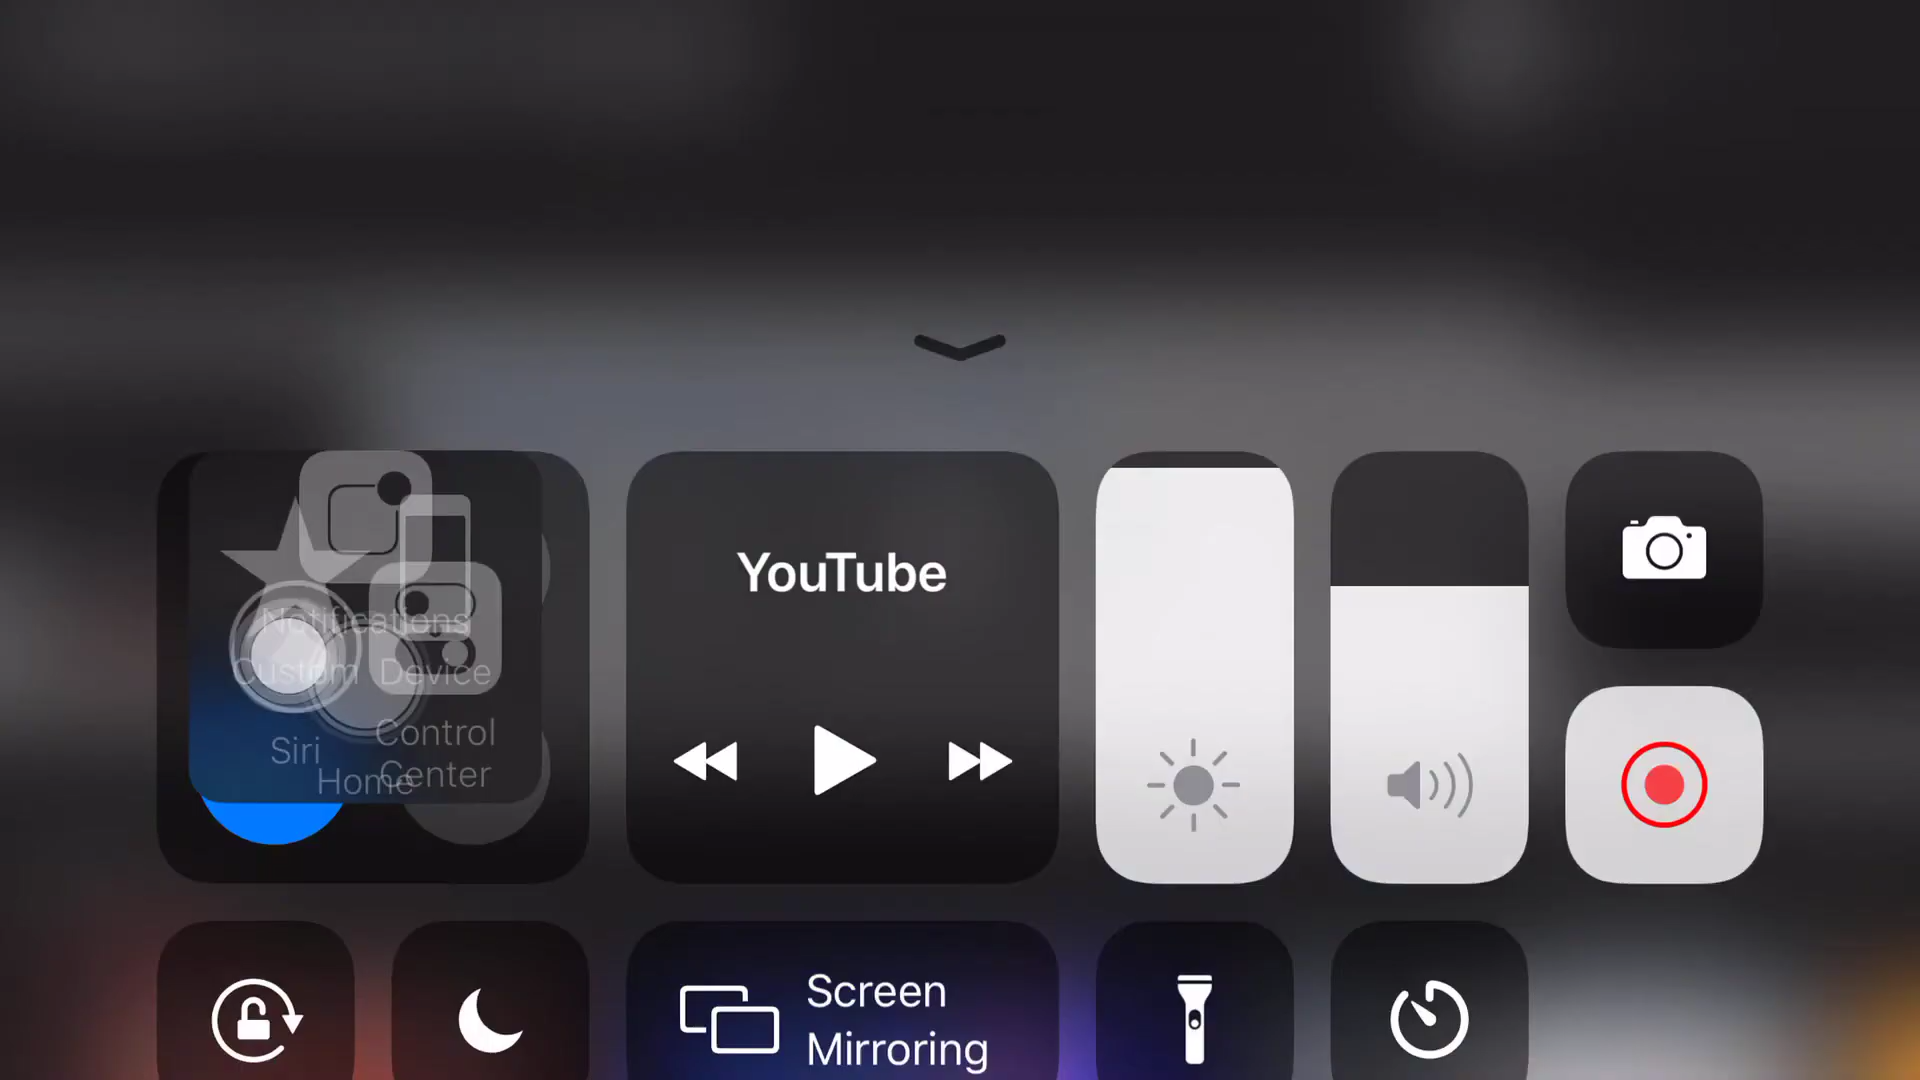 Notifications
Custom
Device
Siri
Control
Center
Home
YouTube
Screen
Mirroring